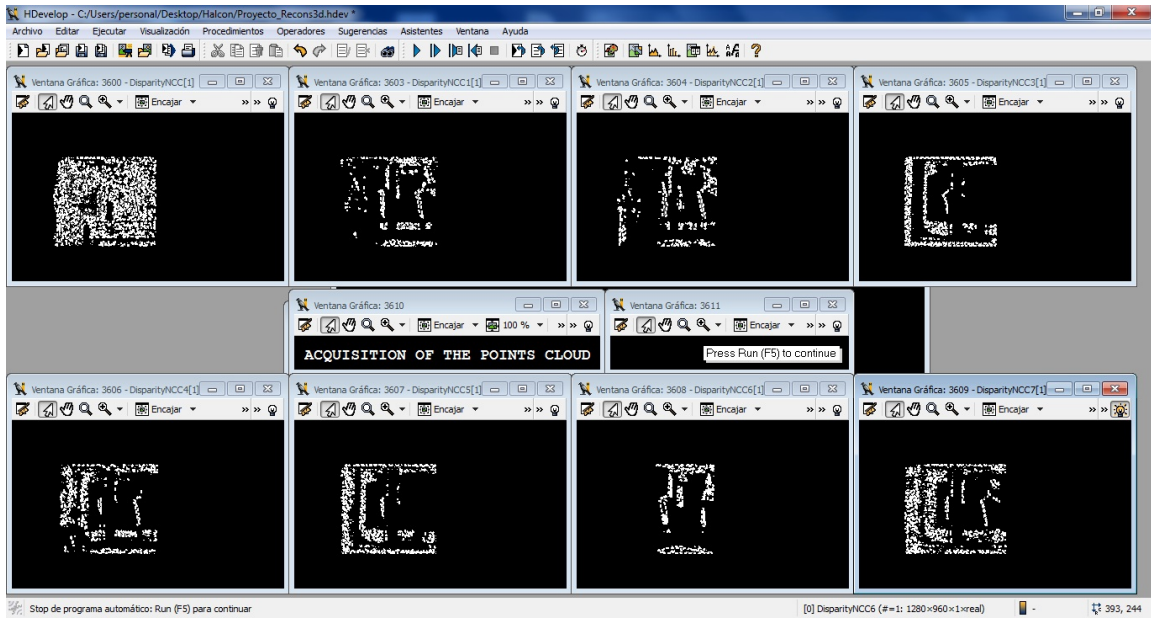 HDevelop - C:/Users/personal/Desktop/Halcon/Proyecto_Recons3d.hdev *
Archivo Editar Ejecutar Visualización Procedimientos Operadores Sugerencias Asistentes Ventana Ayuda
Ventana Gráfica: 3600 - DisparityNCC[1]
Encajar
Ventana Gráfica: 3603 - DisparityNCC1[1]
Encajar
Ventana Gráfica: 3604 - DisparityNCC2[1]
Encajar
Ventana Gráfica: 3605 - DisparityNCC3[1]
Encajar
Ventana Gráfica: 3610
Encajar 100 %
ACQUISITION OF THE POINTS CLOUD
Ventana Gráfica: 3611
Encajar
Press Run (F5) to continue
Ventana Gráfica: 3606 - DisparityNCC4[1]
Encajar
Ventana Gráfica: 3607 - DisparityNCC5[1]
Encajar
Ventana Gráfica: 3608 - DisparityNCC6[1]
Encajar
Ventana Gráfica: 3609 - DisparityNCC7[1]
Encajar
Stop de programa automático: Run (F5) para continuar
[0] DisparityNCC6 (#=1: 1280×960×1×real)
-
393, 244